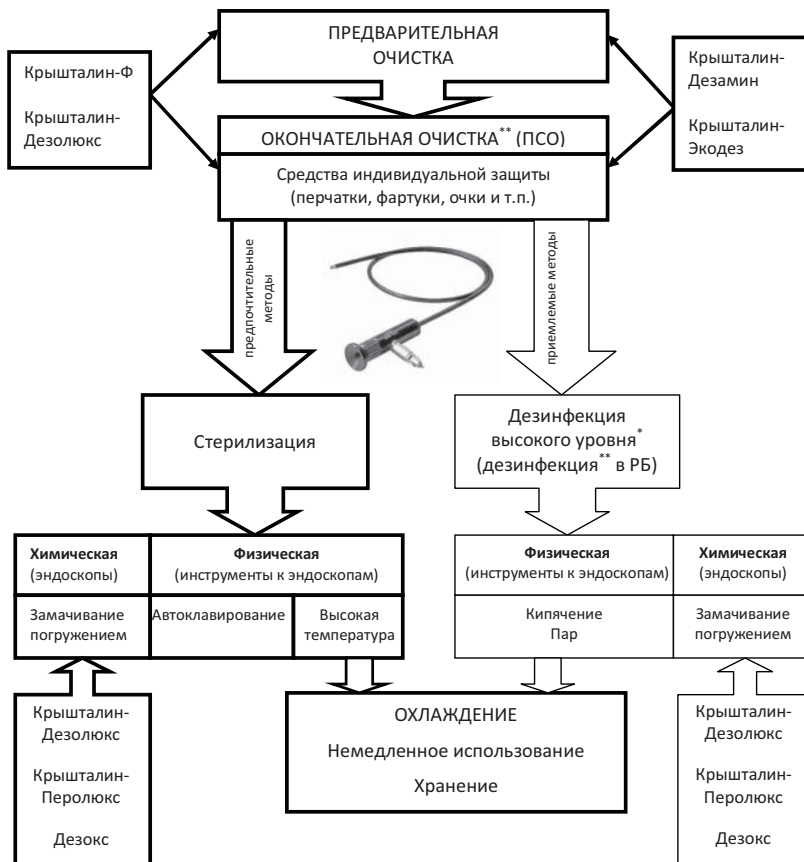 ПРЕДВАРИТЕЛЬНАЯ
ОЧИСТКА
Крышталин-Ф
Крышталин-
Дезолюкс
Крышталин-
Дезамин
Крышталин-
Экодез
ОКОНЧАТЕЛЬНАЯ ОЧИСТКА** (ПСО)
Средства индивидуальной защиты
(перчатки, фартуки, очки и т.п.)
предпочтительные
методы
приемлемые методы
Стерилизация
Дезинфекция
высокого уровня*
(дезинфекция** в РБ)
Химическая
(эндоскопы)
Физическая
(инструменты к эндоскопам)
Замачивание
погружением
Автоклавирование
Высокая
температура
Физическая
(инструменты к эндоскопам)
Химическая
(эндоскопы)
Кипячение
Пар
Замачивание
погружением
Крышталин-
Дезолюкс
Крышталин-
Перолюкс
Дезокс
ОХЛАЖДЕНИЕ
Немедленное использование
Хранение
Крышталин-
Дезолюкс
Крышталин-
Перолюкс
Дезокс